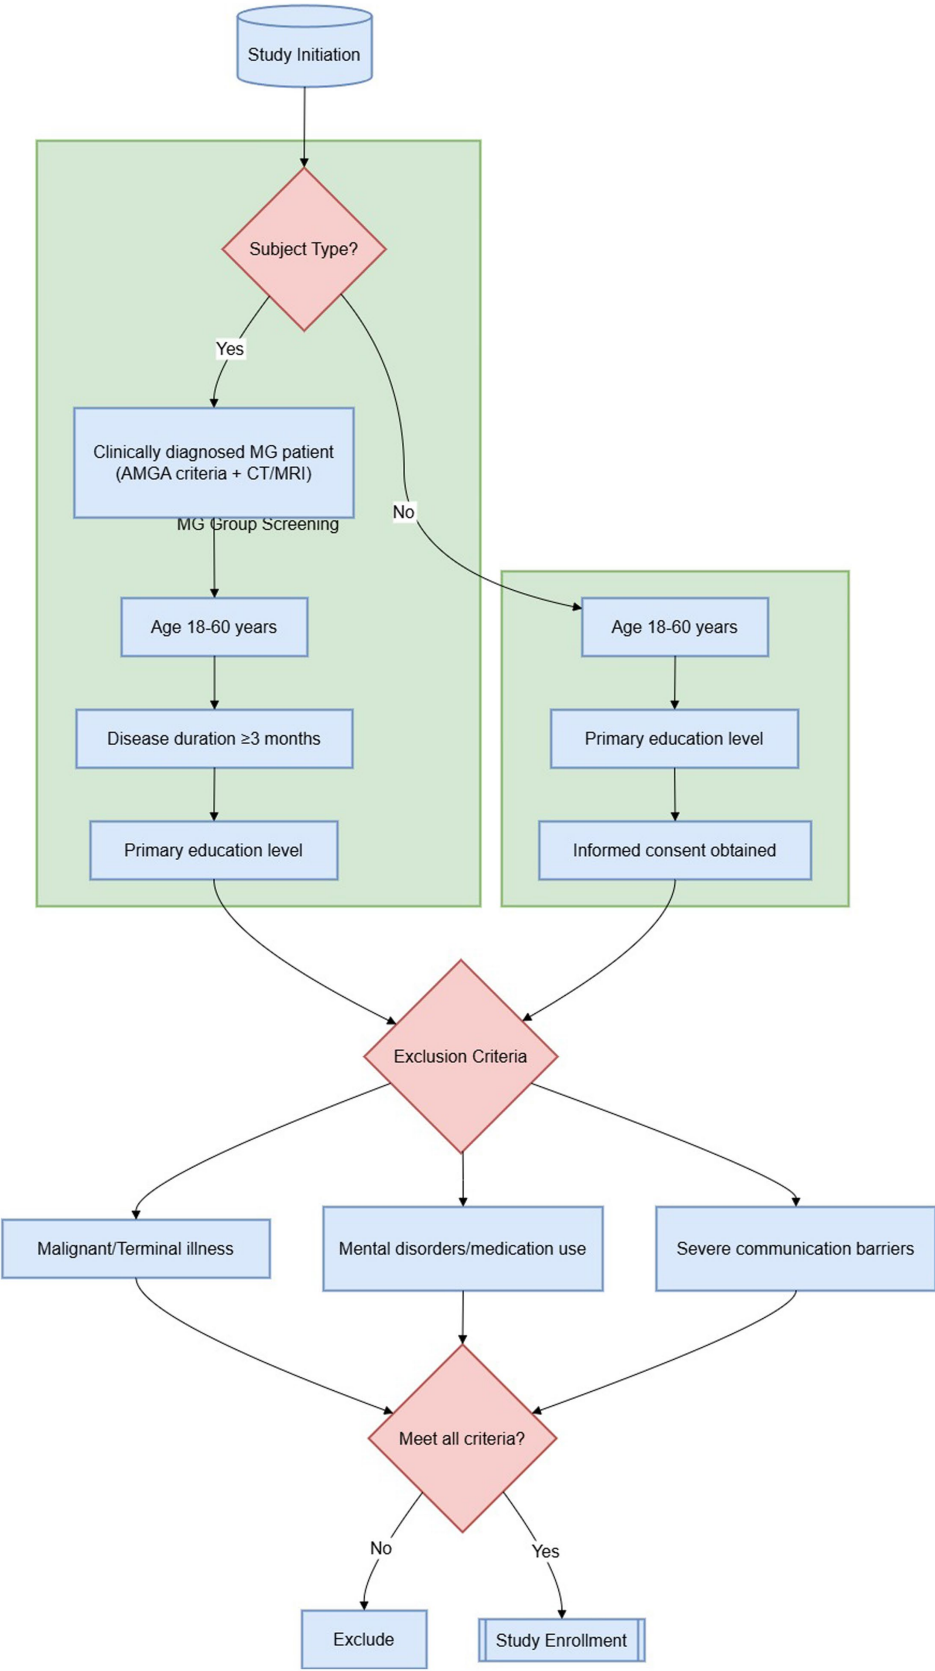 Study Initiation
Subject Type?
Yes
Clinically diagnosed MG patient
(AMGA criteria + CT/MRI)
MG Group Screening
No
Age 18-60 years
Age 18-60 years
Disease duration ≥3 months
Primary education level
Primary education level
Informed consent obtained
Exclusion Criteria
Malignant/Terminal illness
Mental disorders/medication use
Severe communication barriers
Meet all criteria?
No
Yes
Exclude
Study Enrollment